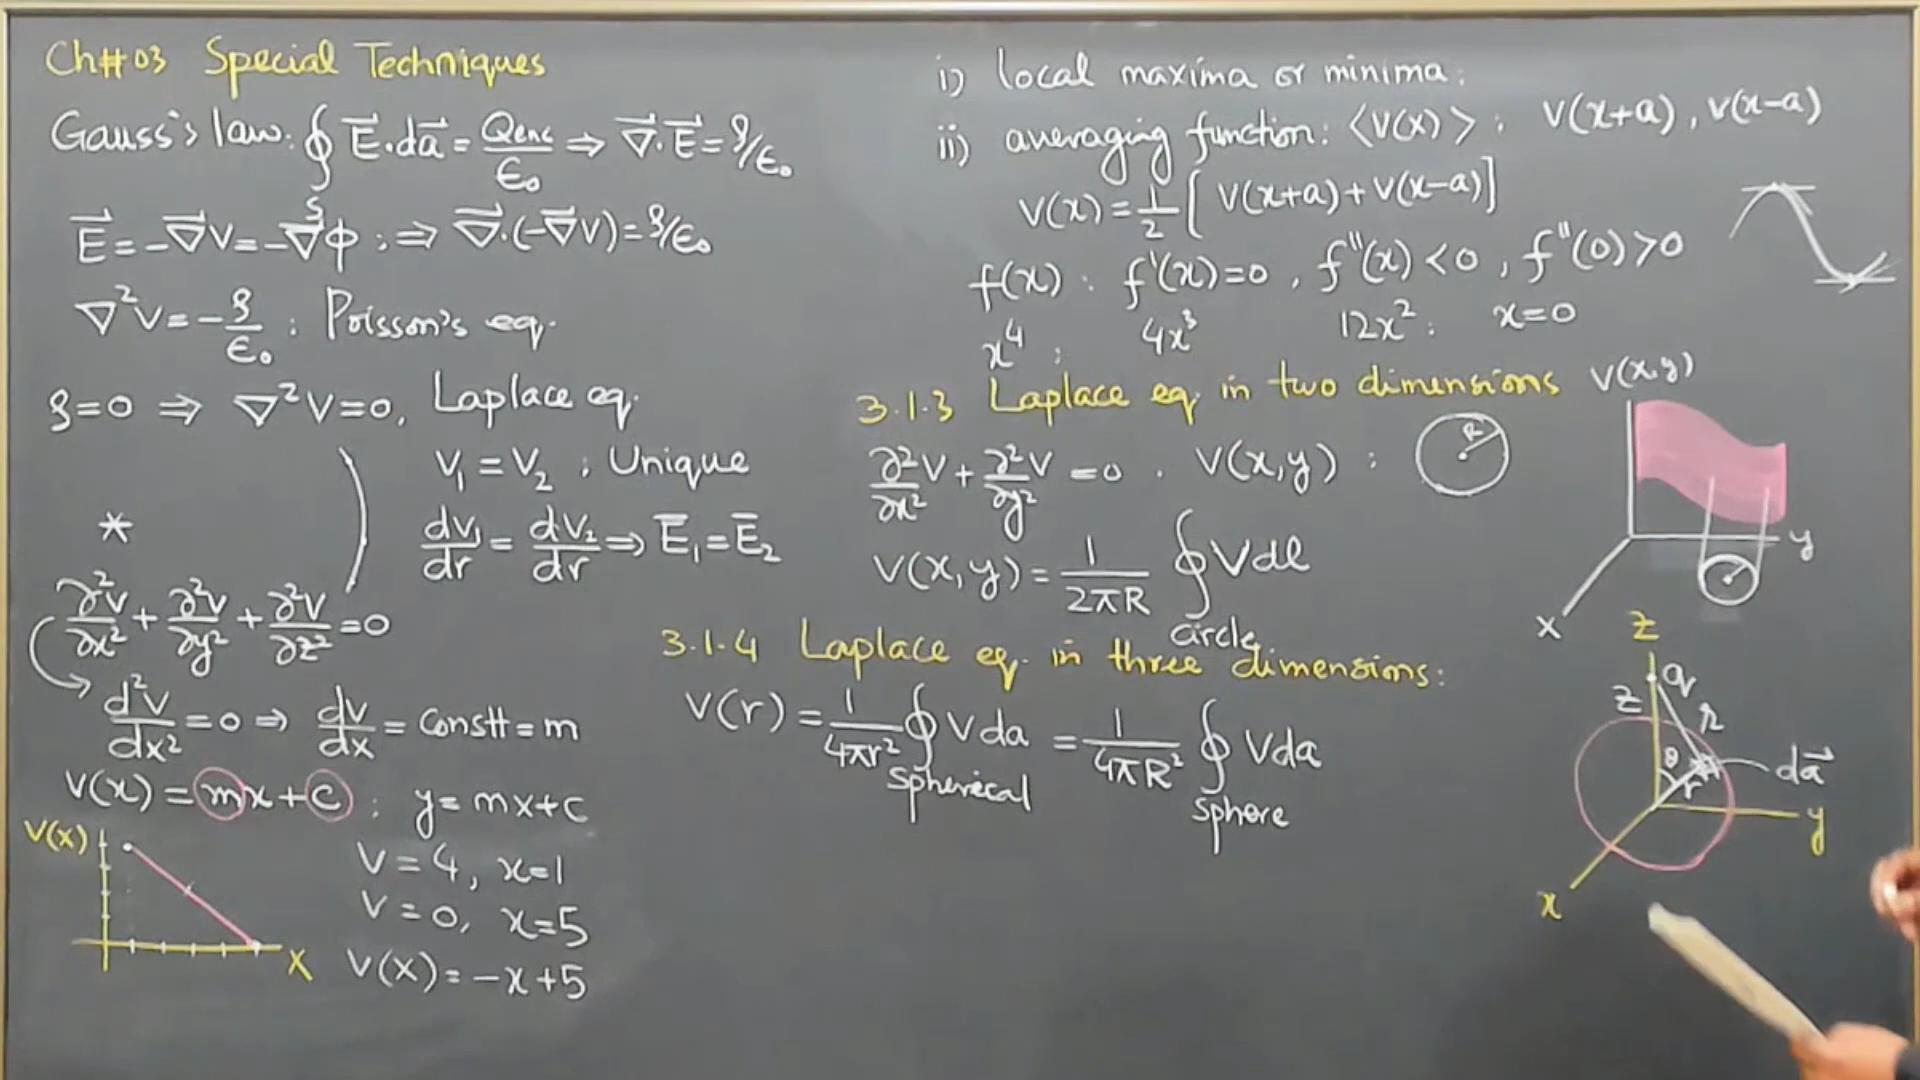 Ch# 03 Special Techniques
Gauss's law: ∮ₛ E⃗·da⃗ = Qenc/ϵ₀ ⇒ ∇⃗·E⃗ = ρ/ϵ₀
E⃗ = −∇⃗V = −∇⃗ϕ ; ⇒ ∇⃗·(−∇⃗V) = ρ/ϵ₀
∇²V = −ρ/ϵ₀ : Poisson's eq.
ρ=0 ⇒ ∇²V=0, Laplace eq.
V₁ = V₂ : Unique
*
dV₁/dr = dV₂/dr ⇒ E̅₁ = E̅₂
∂²V/∂x² + ∂²V/∂y² + ∂²V/∂z² = 0
d²V/dx² = 0 ⇒ dV/dx = Constt = m
V(x) = mx + c : y = mx+c
V = 4, x=1
V = 0, x=5
V(x) = −x+5
V(x)
X
i) local maxima or minima:
ii) averaging function: ⟨V(x)⟩ : V(x+a), V(x−a)
V(x) = 1/2 [V(x+a) + V(x−a)]
f(x) : f'(x)=0, f''(x)<0, f''(0)>0
x⁴ : 4x³ 12x² : x=0
3.1.3 Laplace eq. in two dimensions
∂²V/∂x² + ∂²V/∂y² = 0 . V(x,y) :
R
V(x,y) = 1/2πR ∮ Vdl
circle
V(x,y)
y
X
3.1.4 Laplace eq. in three dimensions:
V(r) = 1/4πr² ∮ Vda = 1/4πR² ∮ Vda
spherical
sphere
Z
q
z
r
θ
r
da⃗
y
x